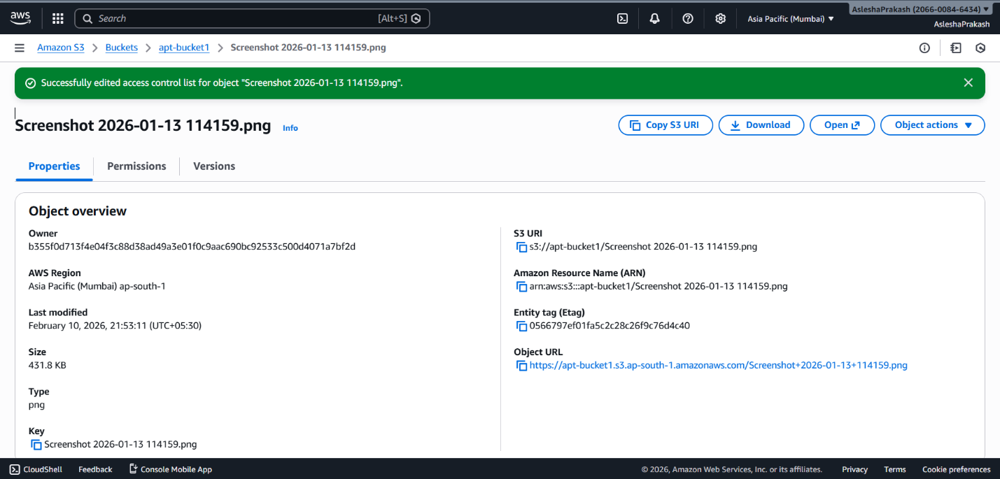 aws
Search [Alt+S]
Asia Pacific (Mumbai)
AsleshaPrakash (2066-0084-6434)
AsleshaPrakash
Amazon S3 > Buckets > apt-bucket1 > Screenshot 2026-01-13 114159.png
Successfully edited access control list for object "Screenshot 2026-01-13 114159.png".
Screenshot 2026-01-13 114159.png Info
Copy S3 URI Download Open Object actions
Properties Permissions Versions
Object overview
Owner
b355f0d713f4e04f3c88d38ad49a3e01f0c9aac690bc92533c500d4071a7bf2d
AWS Region
Asia Pacific (Mumbai) ap-south-1
Last modified
February 10, 2026, 21:53:11 (UTC+05:30)
Size
431.8 KB
Type
png
Key
Screenshot 2026-01-13 114159.png
S3 URI
s3://apt-bucket1/Screenshot 2026-01-13 114159.png
Amazon Resource Name (ARN)
arn:aws:s3:::apt-bucket1/Screenshot 2026-01-13 114159.png
Entity tag (Etag)
0566797ef01fa5c2c28c26f9c76d4c40
Object URL
https://apt-bucket1.s3.ap-south-1.amazonaws.com/Screenshot+2026-01-13+114159.png
CloudShell Feedback Console Mobile App
© 2026, Amazon Web Services, Inc. or its affiliates. Privacy Terms Cookie preferences